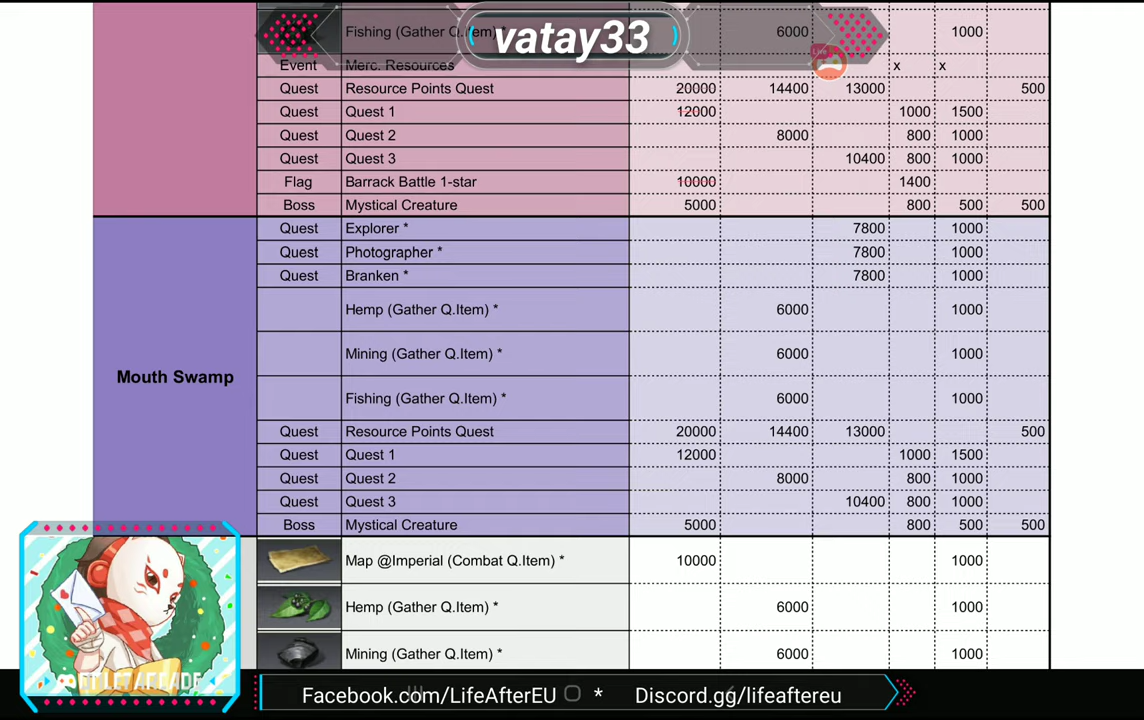 vatay33
Fishing (Gather Q.Item) * 6000 1000
Live
Event Merc. Resources x x
Quest Resource Points Quest 20000 14400 13000 500
Quest Quest 1 12000 1000 1500
Quest Quest 2 8000 800 1000
Quest Quest 3 10400 800 1000
Flag Barrack Battle 1-star 10000 1400
Boss Mystical Creature 5000 800 500 500
Mouth Swamp
Quest Explorer * 7800 1000
Quest Photographer * 7800 1000
Quest Branken * 7800 1000
Hemp (Gather Q.Item) * 6000 1000
Mining (Gather Q.Item) * 6000 1000
Fishing (Gather Q.Item) * 6000 1000
Quest Resource Points Quest 20000 14400 13000 500
Quest Quest 1 12000 1000 1500
Quest Quest 2 8000 800 1000
Quest Quest 3 10400 800 1000
Boss Mystical Creature 5000 800 500 500
Map @Imperial (Combat Q.Item) * 10000 1000
Hemp (Gather Q.Item) * 6000 1000
Mining (Gather Q.Item) * 6000 1000
Facebook.com/LifeAfterEU * Discord.gg/lifeaftereu